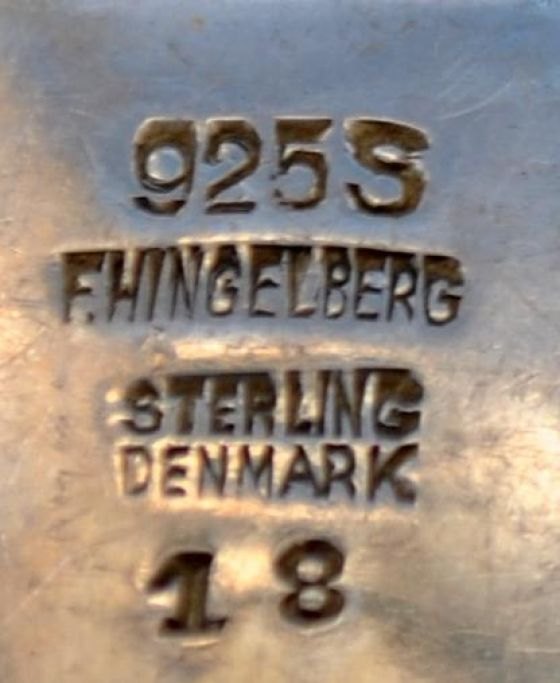 925S
F.HINGELBERG
STERLING
DENMARK
18